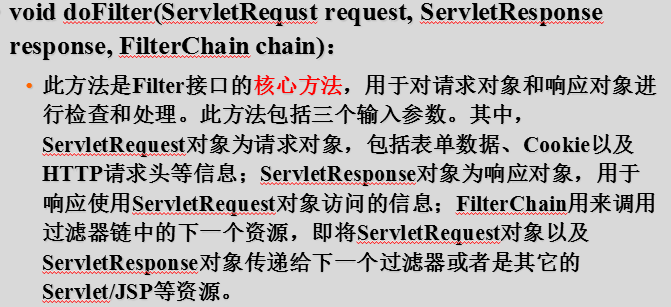 void doFilter(ServletRequst request, ServletResponse
response, FilterChain chain)：
• 此方法是Filter接口的核心方法，用于对请求对象和响应对象进
行检查和处理。此方法包括三个输入参数。其中，
ServletRequest对象为请求对象，包括表单数据、Cookie以及
HTTP请求头等信息；ServletResponse对象为响应对象，用于
响应使用ServletRequest对象访问的信息；FilterChain用来调用
过滤器链中的下一个资源，即将ServletRequest对象以及
ServletResponse对象传递给下一个过滤器或者是其它的
Servlet/JSP等资源。